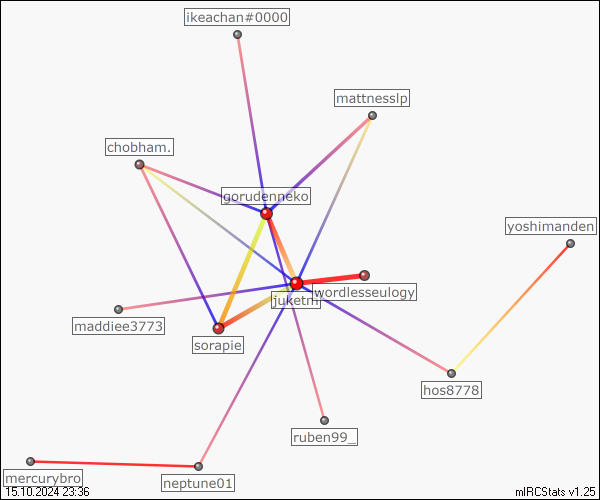 ikeachan#0000
mattnesslp
chobham.
gorudenneko
yoshimanden
juketm
wordlesseulogy
maddiee3773
sorapie
hos8778
ruben99_
mercurybro
neptune01
15.10.2024 23:36
mIRCStats v1.25